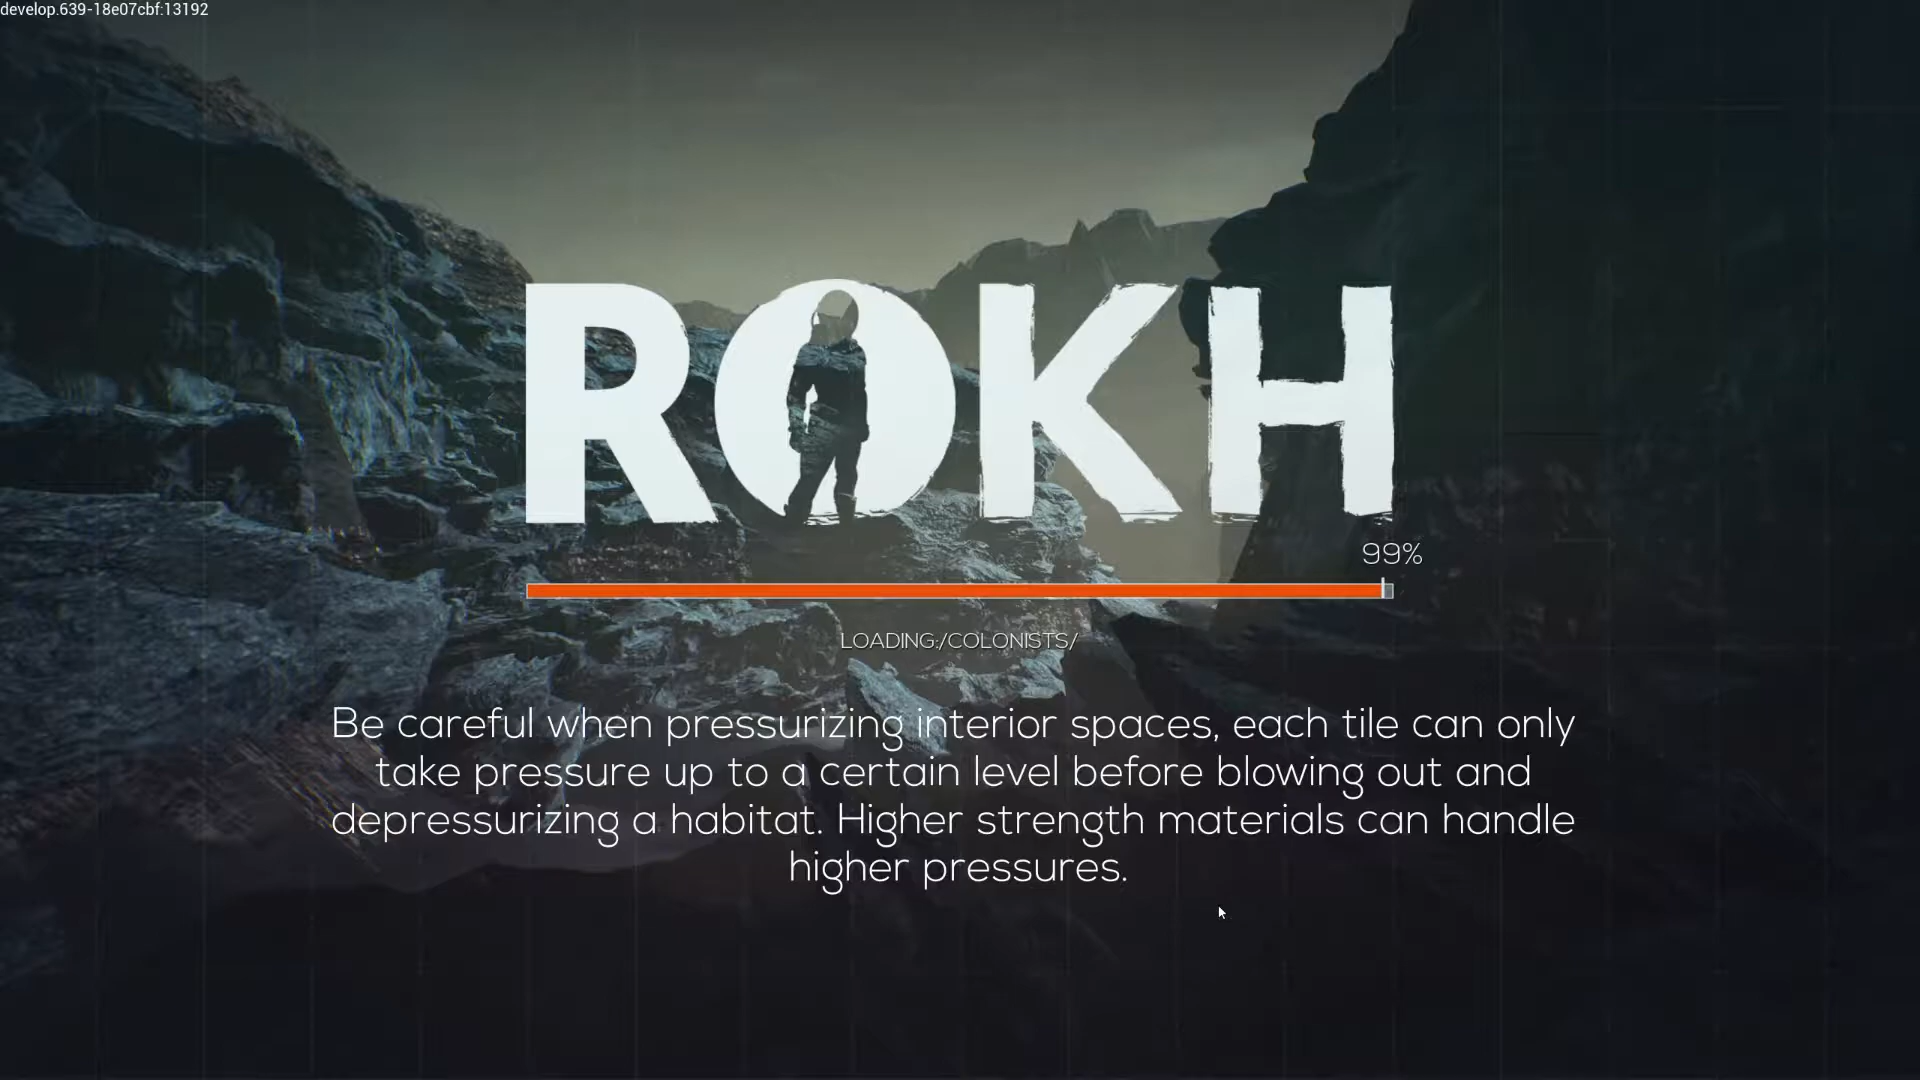 develop.639-18e07cbf:13192
ROKH
99%
LOADING:/COLONISTS/
Be careful when pressurizing interior spaces, each tile can only
take pressure up to a certain level before blowing out and
depressurizing a habitat. Higher strength materials can handle
higher pressures.